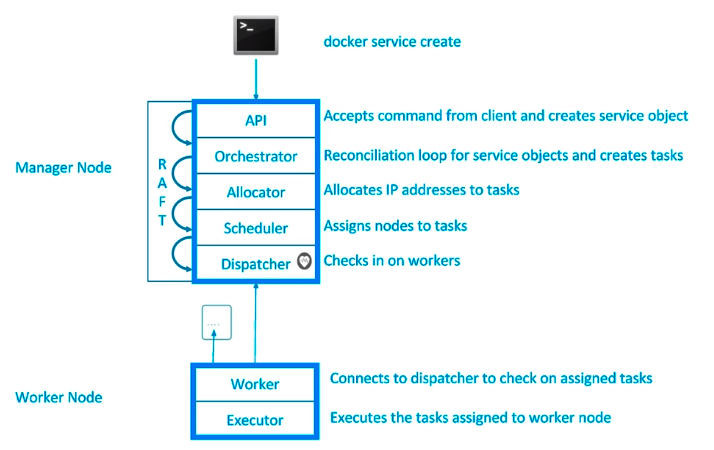 >_
docker service create
API
Accepts command from client and creates service object
Orchestrator
Reconciliation loop for service objects and creates tasks
Manager Node
RAFT
Allocator
Allocates IP addresses to tasks
Scheduler
Assigns nodes to tasks
Dispatcher
Checks in on workers
....
Worker
Connects to dispatcher to check on assigned tasks
Worker Node
Executor
Executes the tasks assigned to worker node